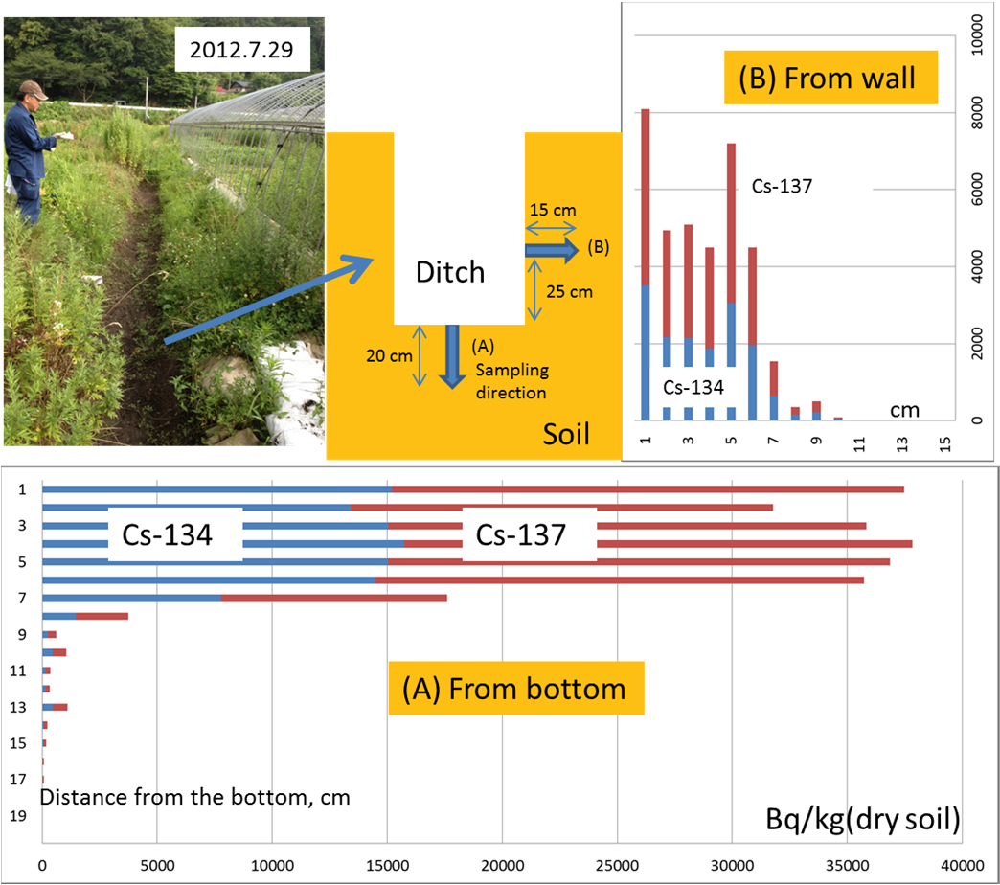 2012.7.29
Ditch
15 cm
(B)
25 cm
20 cm
(A)
Sampling
direction
Soil
(B) From wall
Cs-137
Cs-134
cm
0
2000
4000
6000
8000
10000
1
3
5
7
9
11
13
15
1
3
5
7
9
11
13
15
17
19
Cs-134
Cs-137
(A) From bottom
Distance from the bottom, cm
Bq/kg(dry soil)
0
5000
10000
15000
20000
25000
30000
35000
40000